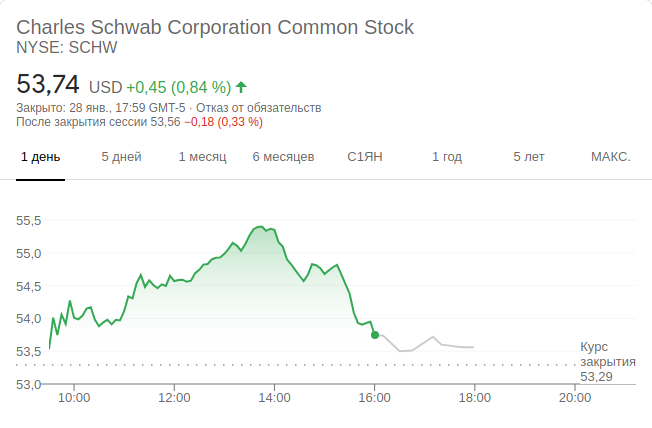 Charles Schwab Corporation Common Stock
NYSE: SCHW
53,74 USD +0,45 (0,84 %)
Закрыто: 28 янв., 17:59 GMT-5 · Отказ от обязательств
После закрытия сессии 53,56 −0,18 (0,33 %)
1 день 5 дней 1 месяц 6 месяцев С1ЯН 1 год 5 лет МАКС.
55,5
55,0
54,5
54,0
53,5
Курс
закрытия
53,29
53,0
10:00 12:00 14:00 16:00 18:00 20:00